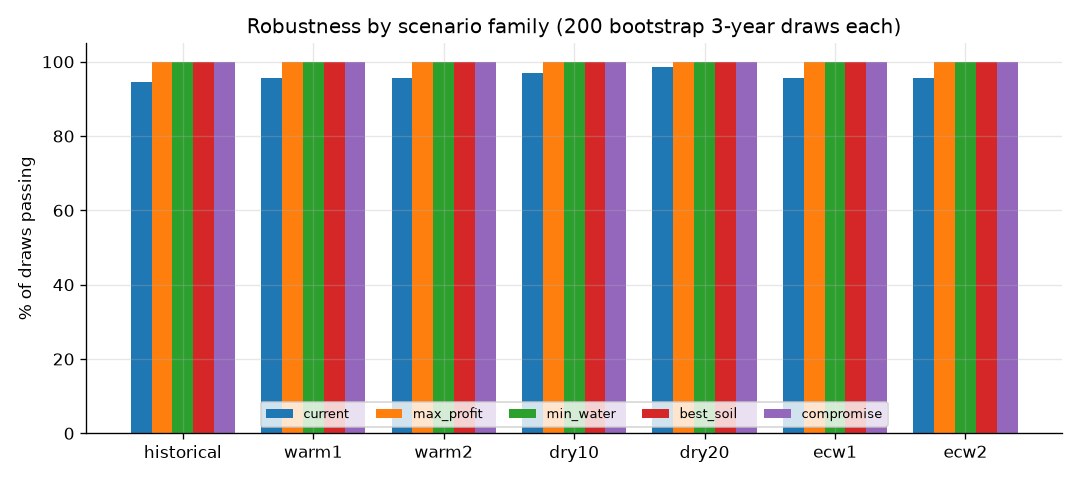 Robustness by scenario family (200 bootstrap 3-year draws each)
% of draws passing
100
80
60
40
20
0
current max_profit min_water best_soil compromise
historical warm1 warm2 dry10 dry20 ecw1 ecw2